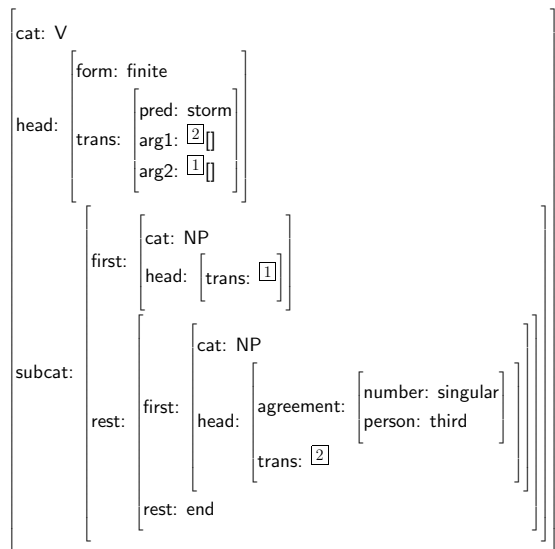 cat: V
form: finite
pred: storm
head:
trans:
arg1: 2 []
arg2: 1 []
cat: NP
first:
head:
trans: 1
cat: NP
subcat:
number: singular
agreement:
rest:
first:
head:
person: third
trans: 2
rest: end